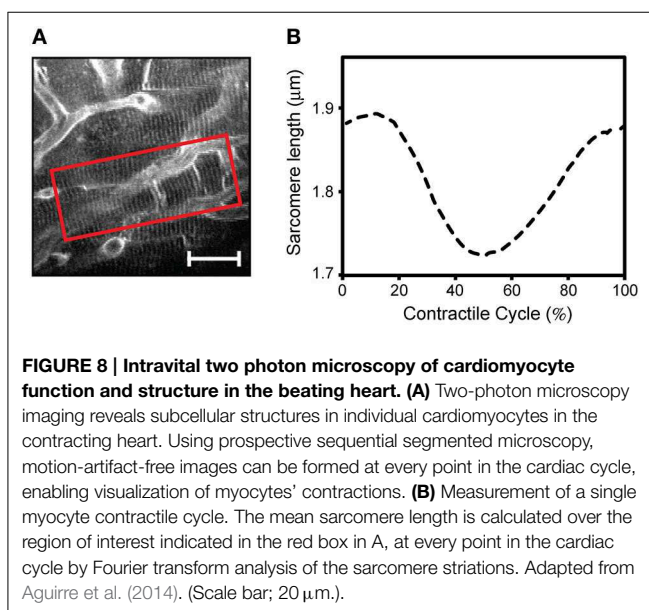 A
B
Sarcomere length (μm)
1.9
1.8
1.7
0 20 40 60 80 100
Contractile Cycle (%)
FIGURE 8 | Intravital two photon microscopy of cardiomyocyte
function and structure in the beating heart. (A) Two-photon microscopy
imaging reveals subcellular structures in individual cardiomyocytes in the
contracting heart. Using prospective sequential segmented microscopy,
motion-artifact-free images can be formed at every point in the cardiac cycle,
enabling visualization of myocytes' contractions. (B) Measurement of a single
myocyte contractile cycle. The mean sarcomere length is calculated over the
region of interest indicated in the red box in A, at every point in the cardiac
cycle by Fourier transform analysis of the sarcomere striations. Adapted from
Aguirre et al. (2014). (Scale bar; 20 μm.).